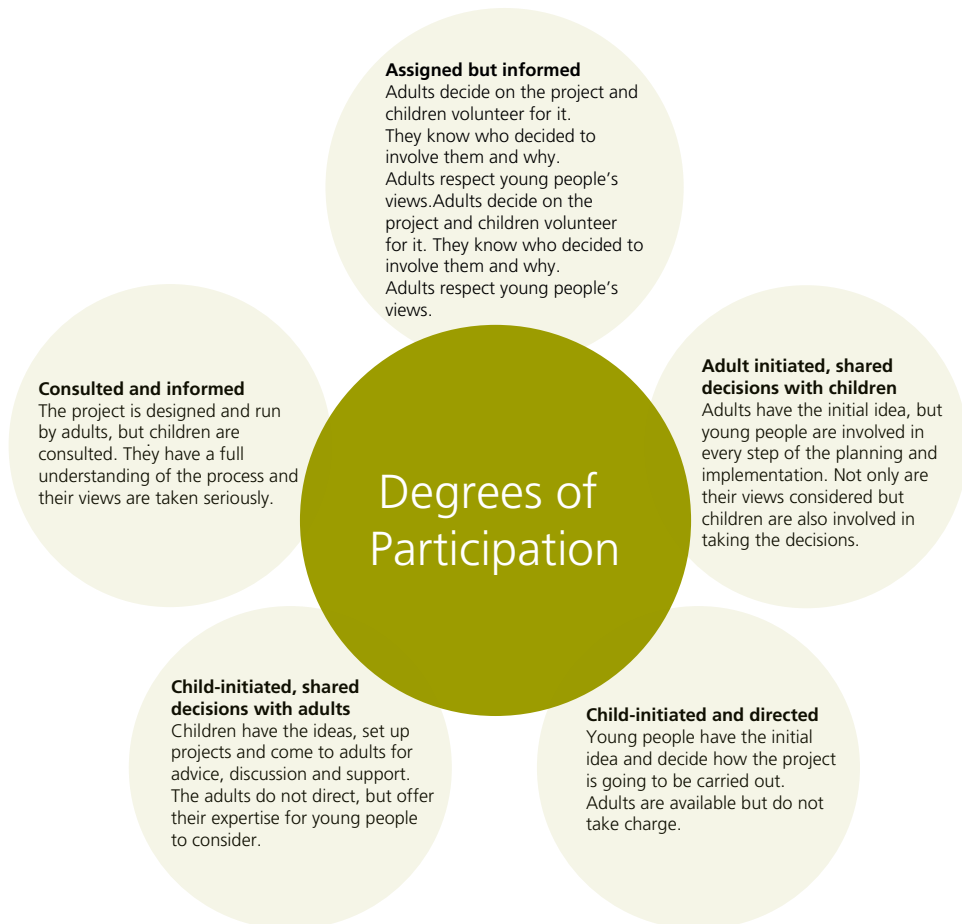 Assigned but informed
Adults decide on the project and
children volunteer for it.
They know who decided to
involve them and why.
Adults respect young people's
views.Adults decide on the
project and children volunteer
for it. They know who decided to
involve them and why.
Adults respect young people's
views.
Consulted and informed
The project is designed and run
by adults, but children are
consulted. They have a full
understanding of the process and
their views are taken seriously.
Adult initiated, shared
decisions with children
Adults have the initial idea, but
young people are involved in
every step of the planning and
implementation. Not only are
their views considered but
children are also involved in
taking the decisions.
Degrees of
Participation
Child-initiated, shared
decisions with adults
Children have the ideas, set up
projects and come to adults for
advice, discussion and support.
The adults do not direct, but offer
their expertise for young people
to consider.
Child-initiated and directed
Young people have the initial
idea and decide how the project
is going to be carried out.
Adults are available but do not
take charge.